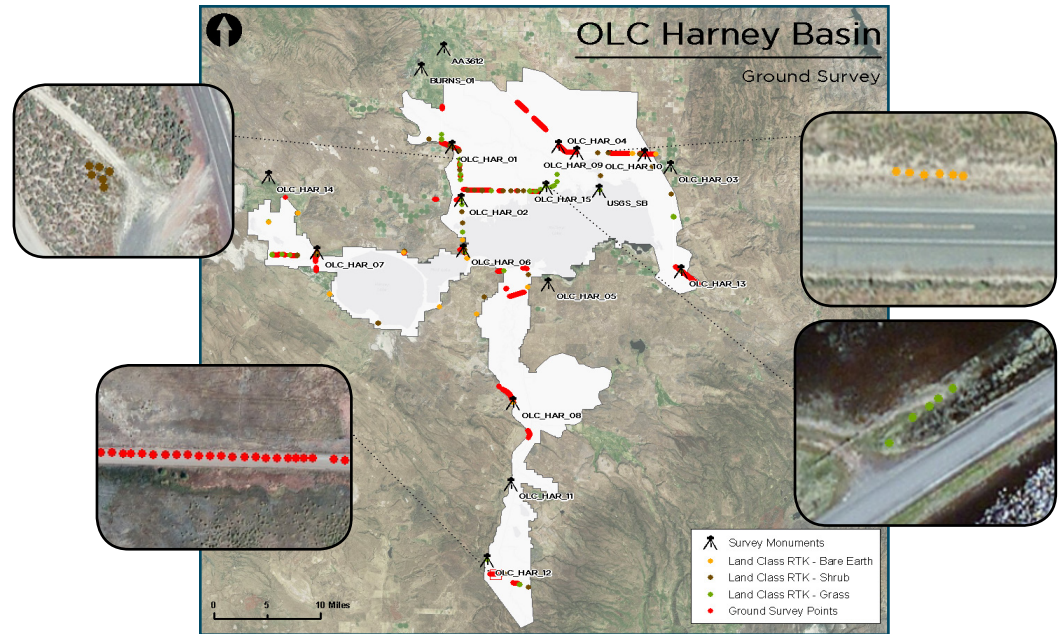 OLC Harney Basin
Ground Survey
AA3612
BURNS_01
OLC_HAR_04
OLC_HAR_01
OLC_HAR_09
OLC_HAR_10
OLC_HAR_03
OLC_HAR_14
OLC_HAR_15
USGS_SB
OLC_HAR_02
OLC_HAR_07
OLC_HAR_06
OLC_HAR_13
OLC_HAR_05
OLC_HAR_08
OLC_HAR_11
OLC_HAR_12
Survey Monuments
Land Class RTK - Bare Earth
Land Class RTK - Shrub
Land Class RTK - Grass
Ground Survey Points
0 5 10 Miles